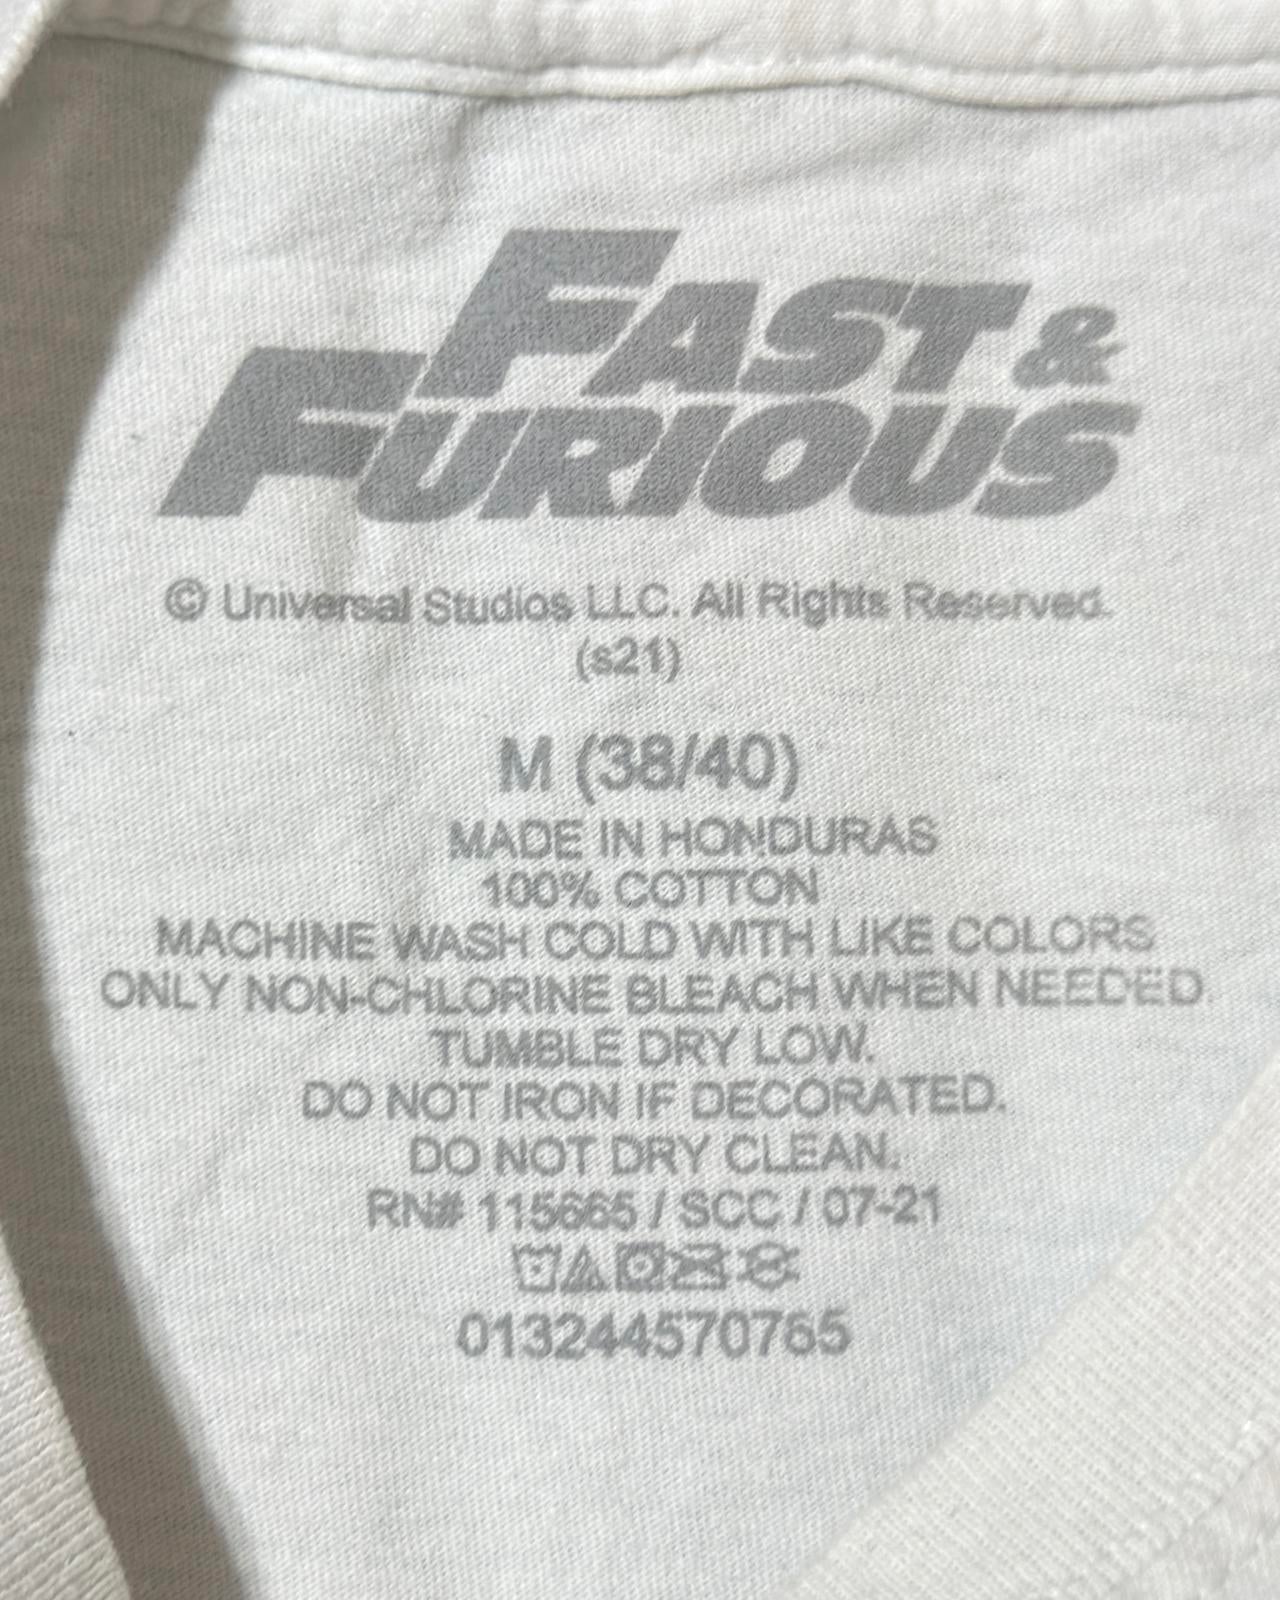 FAST &
FURIOUS
© Universal Studios LLC. All Rights Reserved.
(s21)
M (38/40)
MADE IN HONDURAS
100% COTTON
MACHINE WASH COLD WITH LIKE COLORS
ONLY NON-CHLORINE BLEACH WHEN NEEDED.
TUMBLE DRY LOW.
DO NOT IRON IF DECORATED.
DO NOT DRY CLEAN.
RN# 115665 / SCC / 07-21
013244570765